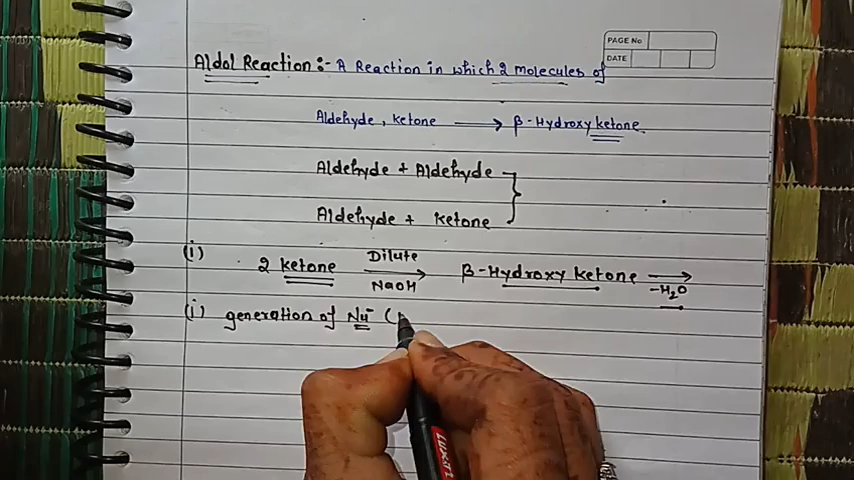 PAGE No
DATE
Aldol Reaction :- A Reaction in which 2 molecules of
Aldehyde, ketone → β-Hydroxy ketone
Aldehyde + Aldehyde
Aldehyde + ketone
(i) 2 ketone Dilute NaOH → β-Hydroxy ketone → -H₂O
(i) generation of Nu⁻ (
LUXOR